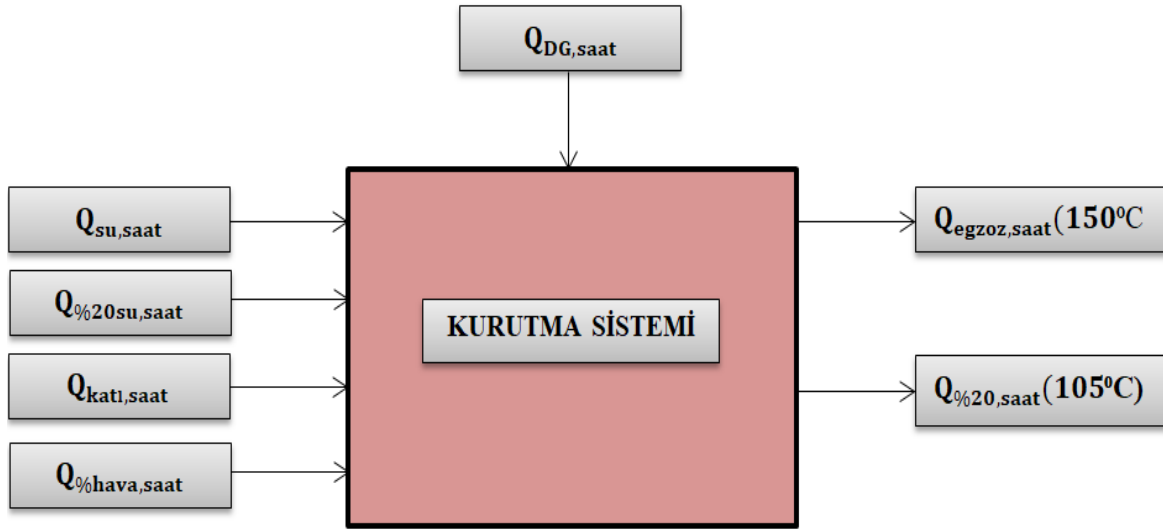 Q_DG,saat
Q_su,saat
Q_%20su,saat
Q_katı,saat
Q_%hava,saat
KURUTMA SİSTEMİ
Q_egzoz,saat(150⁰C
Q_%20,saat(105⁰C)